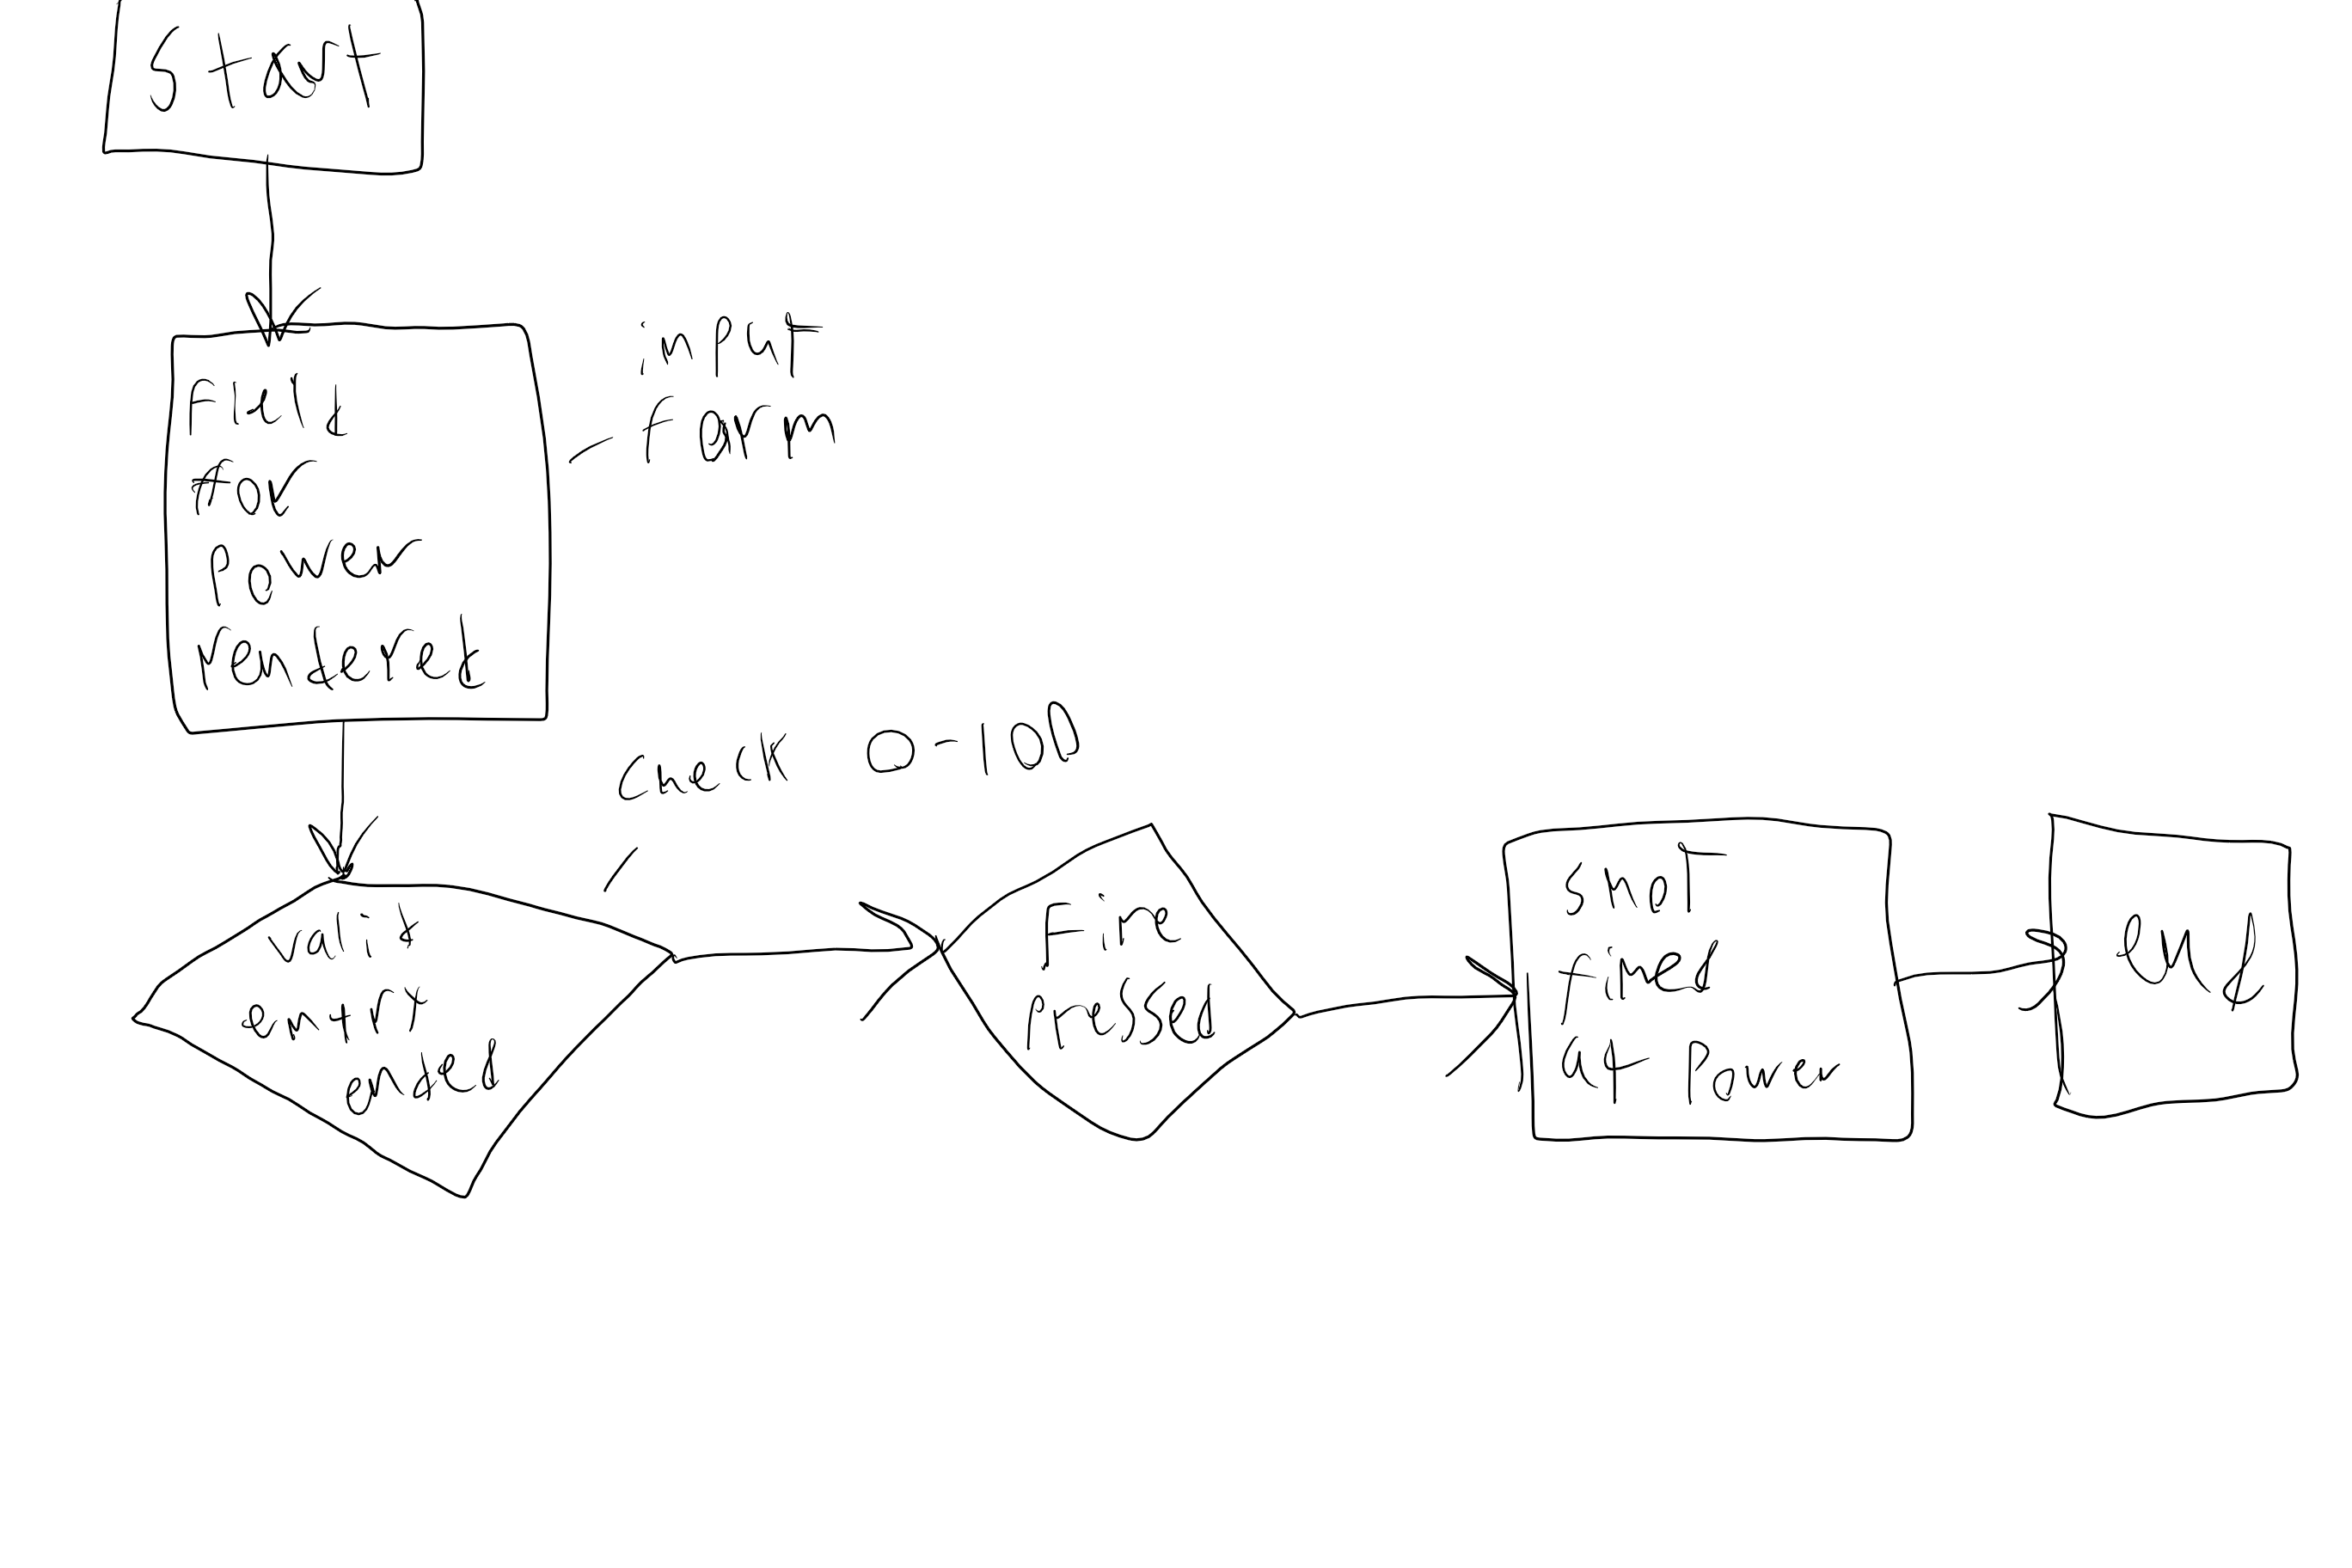 Start
input
form
Field
for
Power
rendered
Check 0-100
valid
entry
ented
Fire
Pressed
shot
fired
at Power
end